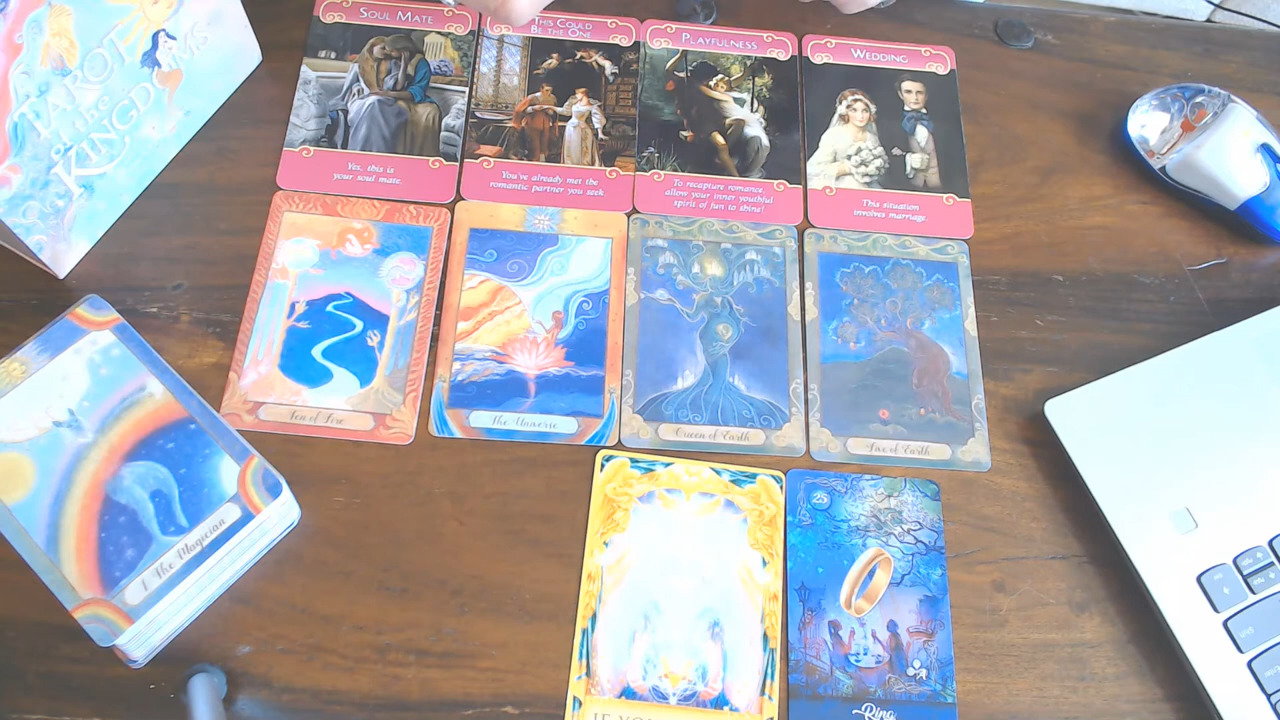 TAROT
of the
KINGDOMS
SOUL MATE
THIS COULD
BE THE ONE
PLAYFULNESS
WEDDING
Yes, this is
your soul mate.
You've already met the
romantic partner you seek.
To recapture romance,
allow your inner youthful
spirit of fun to shine!
This situation
involves marriage.
Ten of Fire
The Universe
Queen of Earth
Five of Earth
I The Magician
25
IF YOU
Ring